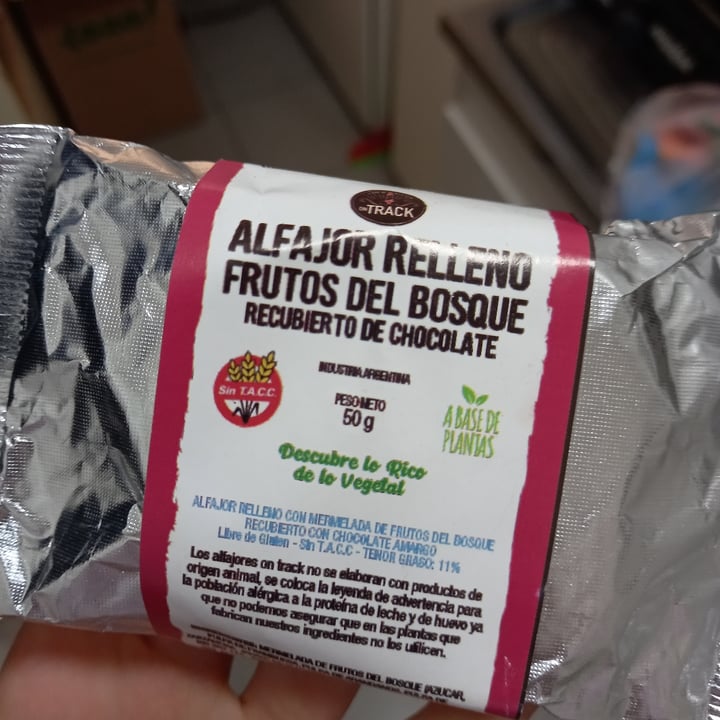 ON TRACK
ALFAJOR RELLENO
FRUTOS DEL BOSQUE
RECUBIERTO DE CHOCOLATE
INDUSTRIA ARGENTINA
Sin T.A.C.C.
PESO NETO
50 g
A BASE DE
PLANTAS
Descubre lo Rico
de lo Vegetal
ALFAJOR RELLENO CON MERMELADA DE FRUTOS DEL BOSQUE
RECUBIERTO CON CHOCOLATE AMARGO
Libre de Gluten - Sin T.A.C.C - TENOR GRASO: 11%
Los alfajores on track no se elaboran con productos de
origen animal, se coloca la leyenda de advertencia para
la población alérgica a la proteína de leche y de huevo ya
que no podemos asegurar que en las plantas que
fabrican nuestros ingredientes no los utilicen.
MERMELADA DE FRUTOS DEL BOSQUE (AZUCAR,